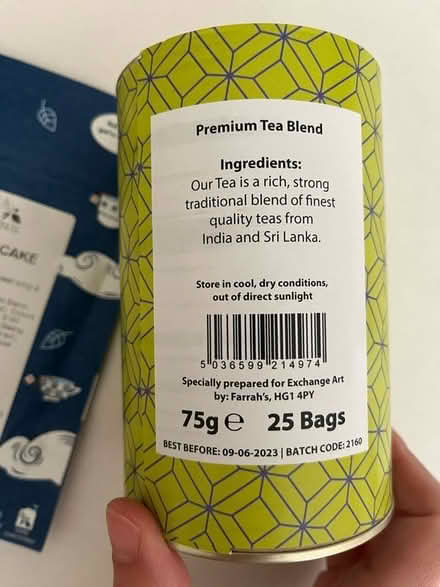 Premium Tea Blend
Ingredients:
Our Tea is a rich, strong
traditional blend of finest
quality teas from
India and Sri Lanka.
Store in cool, dry conditions,
out of direct sunlight
5 036599 214974
Specially prepared for Exchange Art
by: Farrah's, HG1 4PY
75g ℮ 25 Bags
BEST BEFORE: 09-06-2023 | BATCH CODE: 2160
CAKE